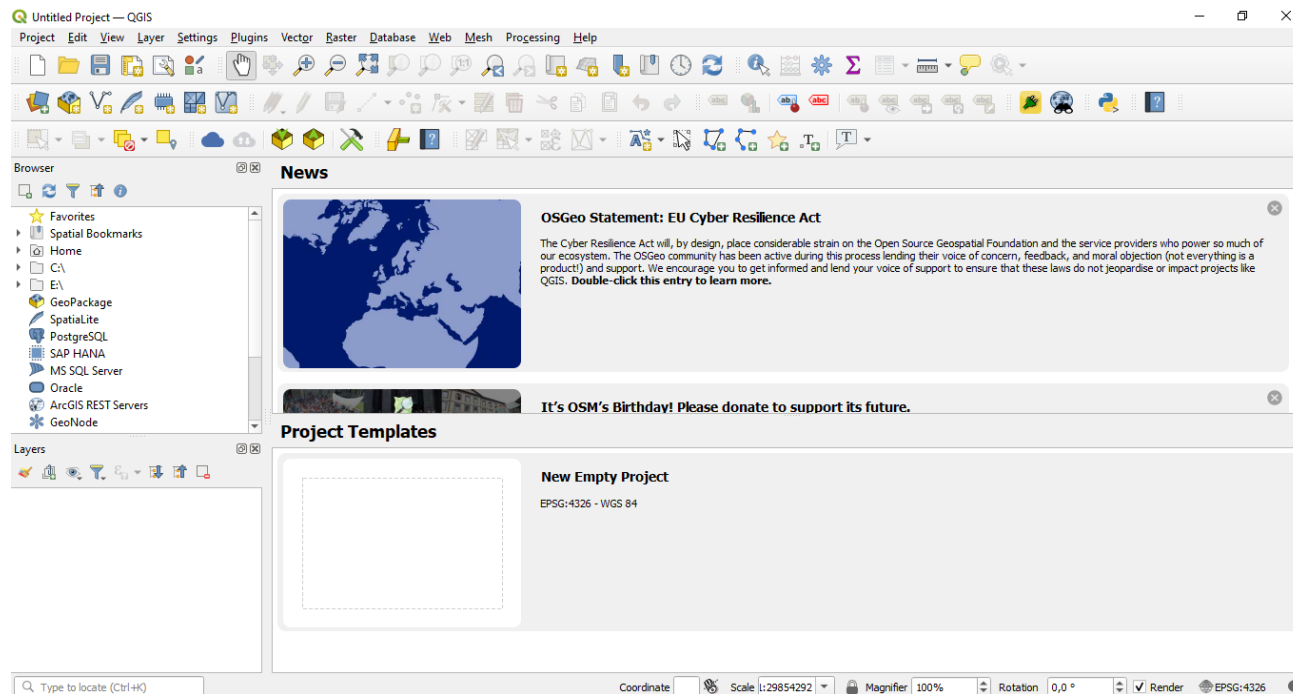 Untitled Project — QGIS
Project Edit View Layer Settings Plugins Vector Raster Database Web Mesh Processing Help
Browser
Favorites
Spatial Bookmarks
Home
C:\
E:\
GeoPackage
SpatiaLite
PostgreSQL
SAP HANA
MS SQL Server
Oracle
ArcGIS REST Servers
GeoNode
Layers
News
OSGeo Statement: EU Cyber Resilience Act
The Cyber Resilience Act will, by design, place considerable strain on the Open Source Geospatial Foundation and the service providers who power so much of
our ecosystem. The OSGeo community has been active during this process lending their voice of concern, feedback, and moral objection (not everything is a
product!) and support. We encourage you to get informed and lend your voice of support to ensure that these laws do not jeopardise or impact projects like
QGIS. Double-click this entry to learn more.
It's OSM's Birthday! Please donate to support its future.
Project Templates
New Empty Project
EPSG:4326 - WGS 84
Type to locate (Ctrl+K)
Coordinate Scale 1:29854292 Magnifier 100% Rotation 0,0 ° Render EPSG:4326